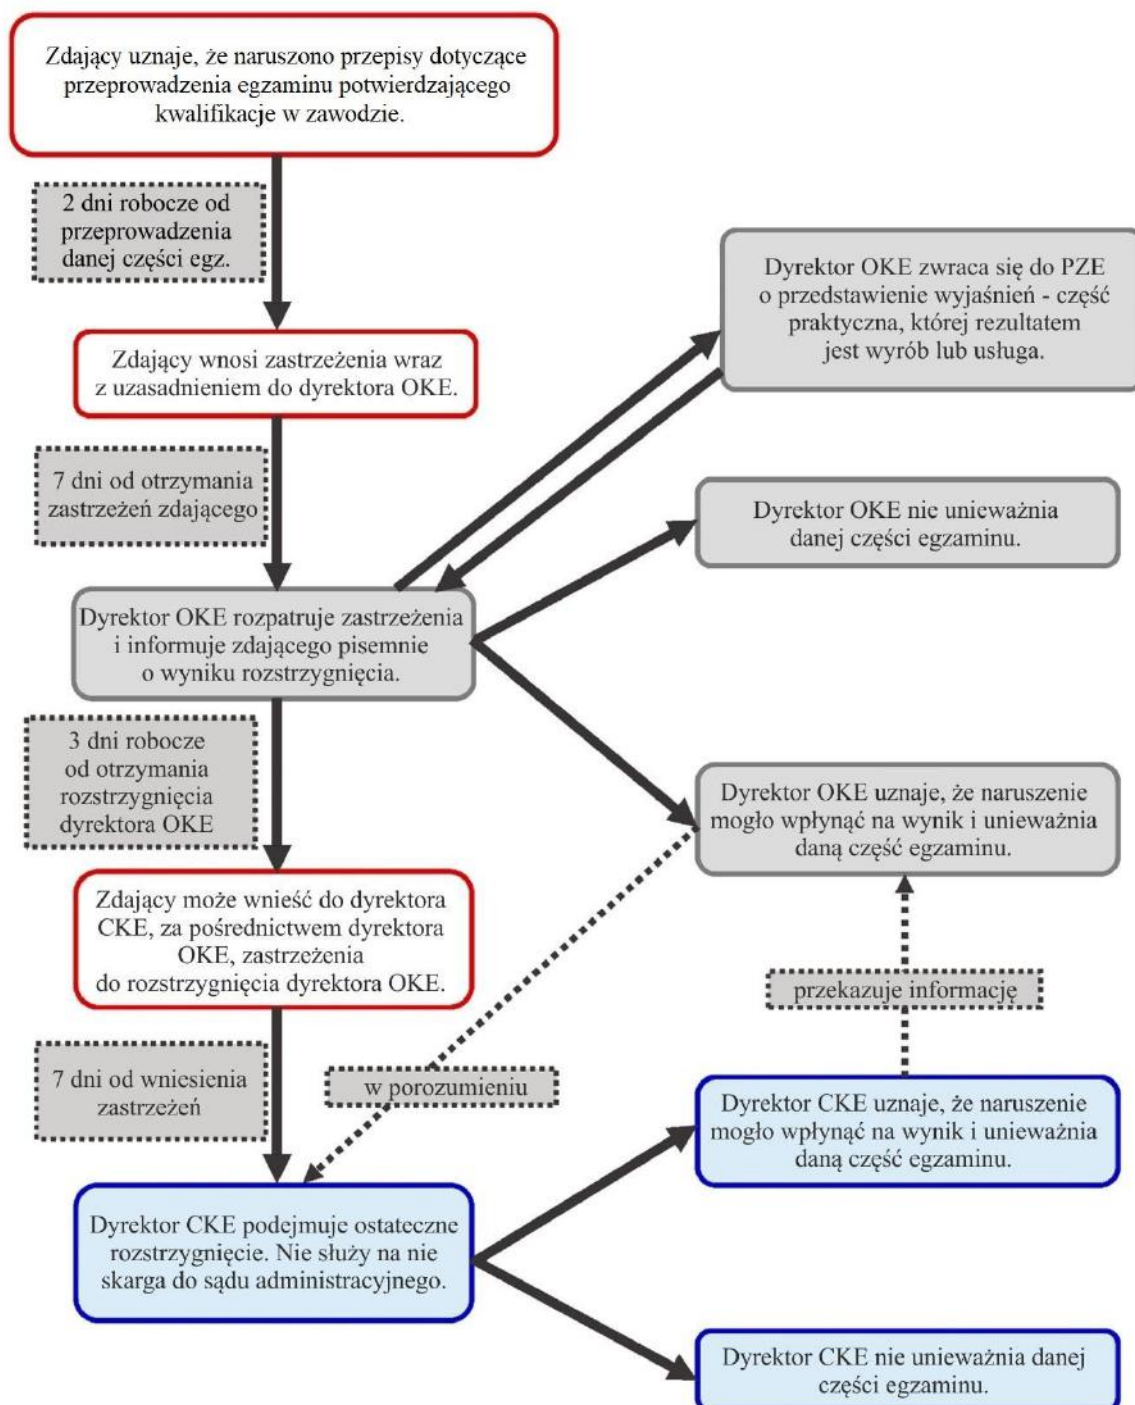 Zdający uznaje, że naruszono przepisy dotyczące
przeprowadzenia egzaminu potwierdzającego
kwalifikacje w zawodzie.
2 dni robocze od
przeprowadzenia
danej części egz.
Dyrektor OKE zwraca się do PZE
o przedstawienie wyjaśnień - część
praktyczna, której rezultatem
jest wyrób lub usługa.
Zdający wnosi zastrzeżenia wraz
z uzasadnieniem do dyrektora OKE.
7 dni od otrzymania
zastrzeżeń zdającego
Dyrektor OKE nie unieważnia
danej części egzaminu.
Dyrektor OKE rozpatruje zastrzeżenia
i informuje zdającego pisemnie
o wyniku rozstrzygnięcia.
3 dni robocze
od otrzymania
rozstrzygnięcia
dyrektora OKE
Dyrektor OKE uznaje, że naruszenie
mogło wpłynąć na wynik i unieważnia
daną część egzaminu.
Zdający może wnieść do dyrektora
CKE, za pośrednictwem dyrektora
OKE, zastrzeżenia
do rozstrzygnięcia dyrektora OKE.
przekazuje informację
7 dni od wniesienia
zastrzeżeń
w porozumieniu
Dyrektor CKE uznaje, że naruszenie
mogło wpłynąć na wynik i unieważnia
daną część egzaminu.
Dyrektor CKE podejmuje ostateczne
rozstrzygnięcie. Nie służy na nie
skarga do sądu administracyjnego.
Dyrektor CKE nie unieważnia danej
części egzaminu.